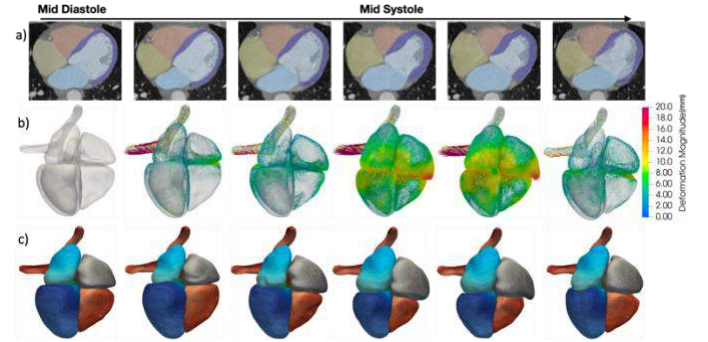 Mid Diastole
Mid Systole
a)
b)
20.0
18.0
16.0
14.0
12.0
10.0
8.00
6.00
4.00
2.00
0.00
Deformation Magnitude(mm)
c)